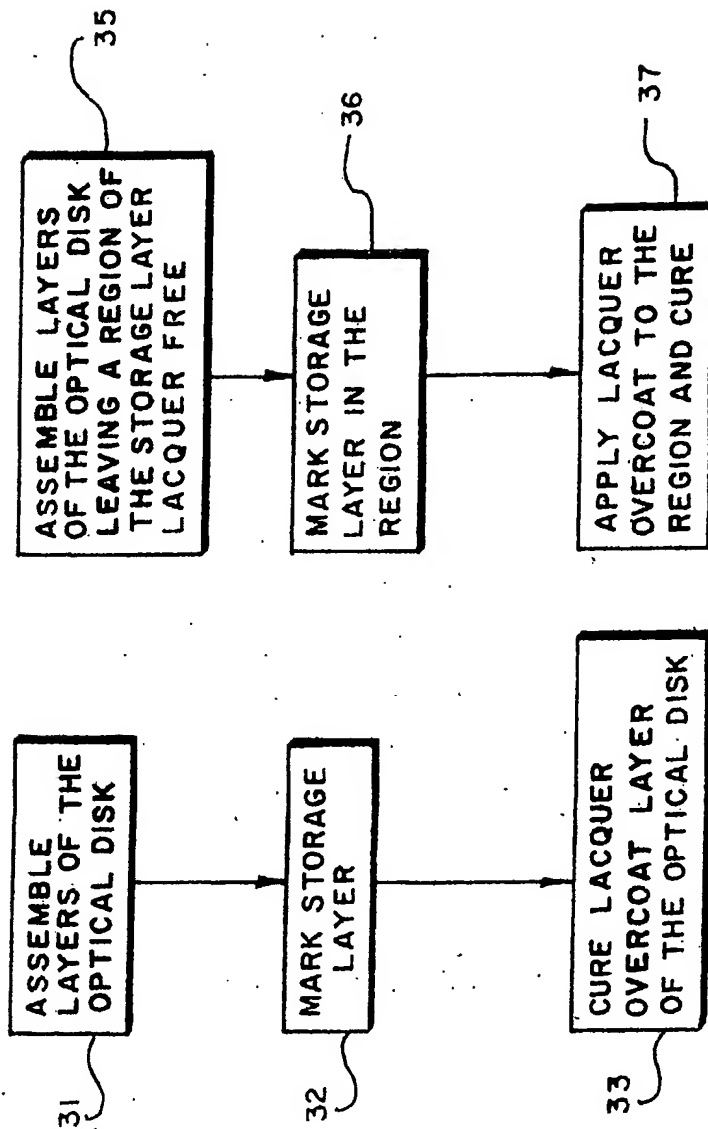 31
ASSEMBLE
LAYERS OF THE
OPTICAL DISK
32
MARK STORAGE
LAYER
33
CURE LACQUER
OVERCOAT LAYER
OF THE OPTICAL DISK
35
ASSEMBLE LAYERS
OF THE OPTICAL DISK
LEAVING A REGION OF
THE STORAGE LAYER
LACQUER FREE
36
MARK STORAGE
LAYER IN THE
REGION
37
APPLY LACQUER
OVERCOAT TO THE
REGION AND CURE